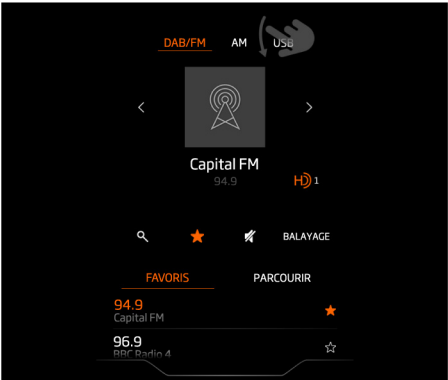 DAB/FM AM USB
Capital FM
94.9
HD 1
BALAYAGE
FAVORIS PARCOURIR
94.9
Capital FM
96.9
BBC Radio 4